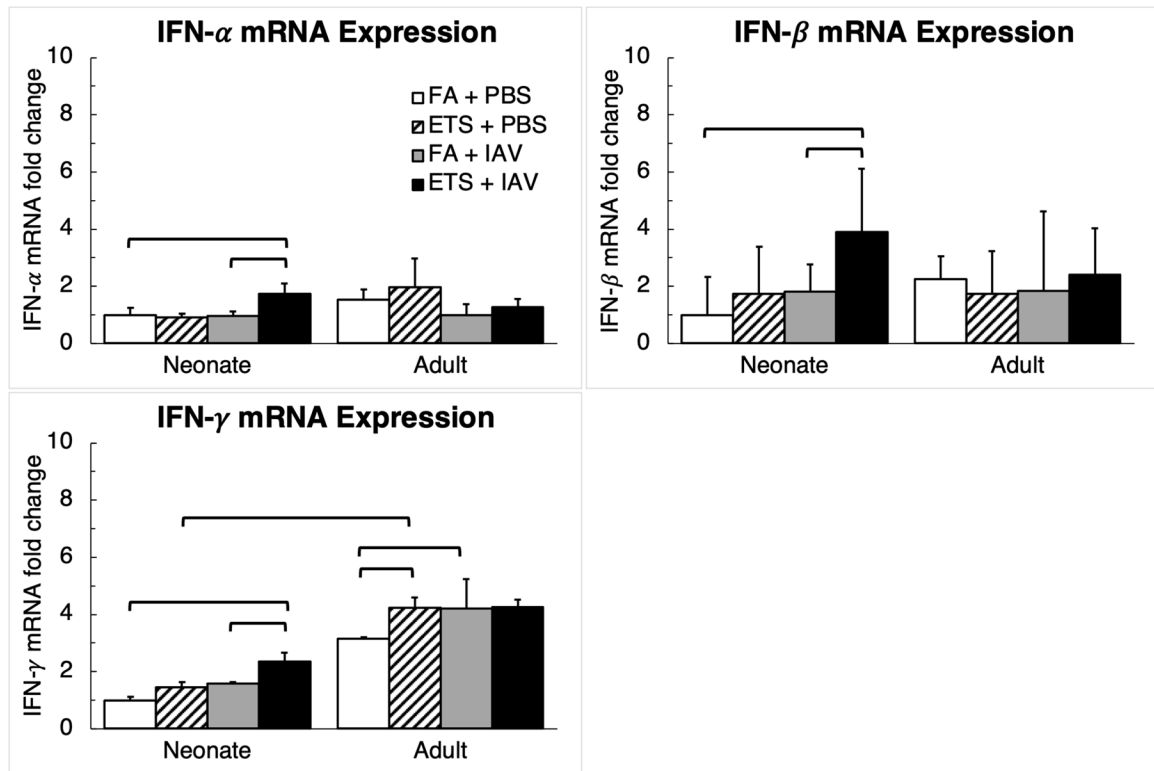 IFN-α mRNA Expression
IFN-α mRNA fold change
10
8
6
4
2
0
FA + PBS
ETS + PBS
FA + IAV
ETS + IAV
Neonate
Adult
IFN-β mRNA Expression
IFN-β mRNA fold change
10
8
6
4
2
0
Neonate
Adult
IFN-γ mRNA Expression
IFN-γ mRNA fold change
10
8
6
4
2
0
Neonate
Adult